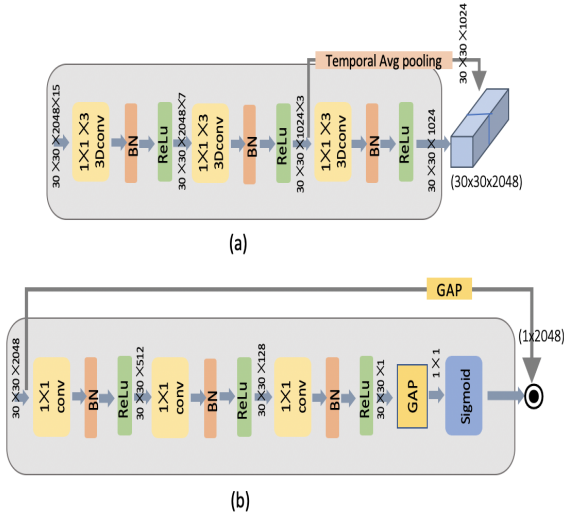 Temporal Avg pooling
30×30×1024
30×30×2048×15
1×1×3
3Dconv
BN
ReLu
30×30×2048×7
1×1×3
3Dconv
BN
ReLu
30×30×1024×3
1×1×3
3Dconv
BN
ReLu
30×30×1024
(30x30x2048)
(a)
GAP
(1x2048)
30×30×2048
1×1
conv
BN
ReLu
30×30×512
1×1
conv
BN
ReLu
30×30×128
1×1
conv
BN
ReLu
30×30×1
GAP
1×1
Sigmoid
(b)